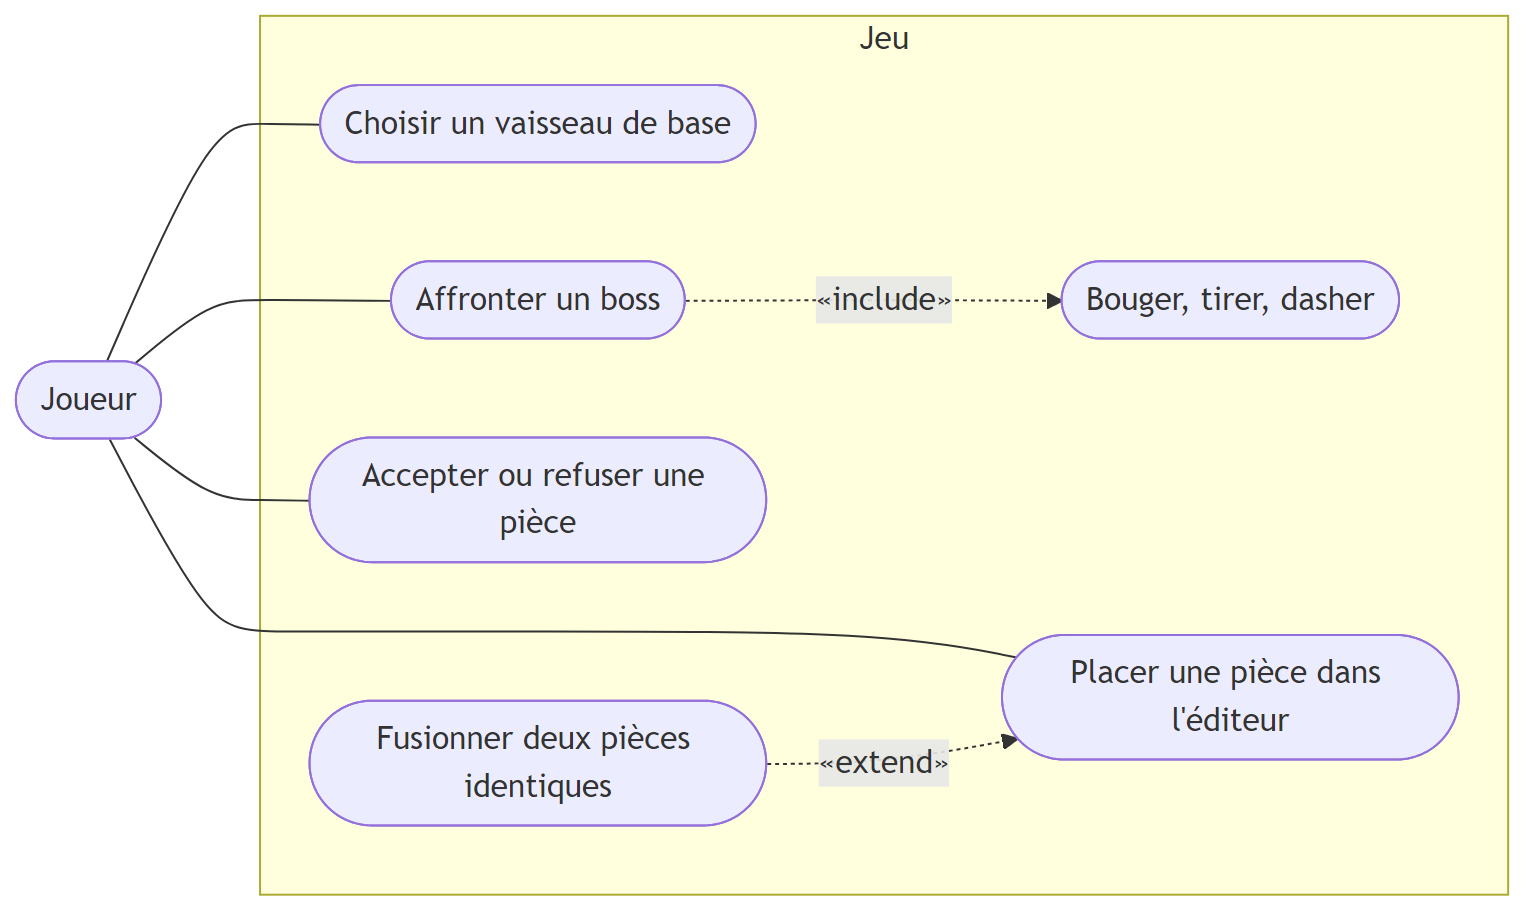 Jeu
Choisir un vaisseau de base
Affronter un boss
«include»
Bouger, tirer, dasher
Joueur
Accepter ou refuser une
pièce
Placer une pièce dans
l'éditeur
Fusionner deux pièces
identiques
«extend»